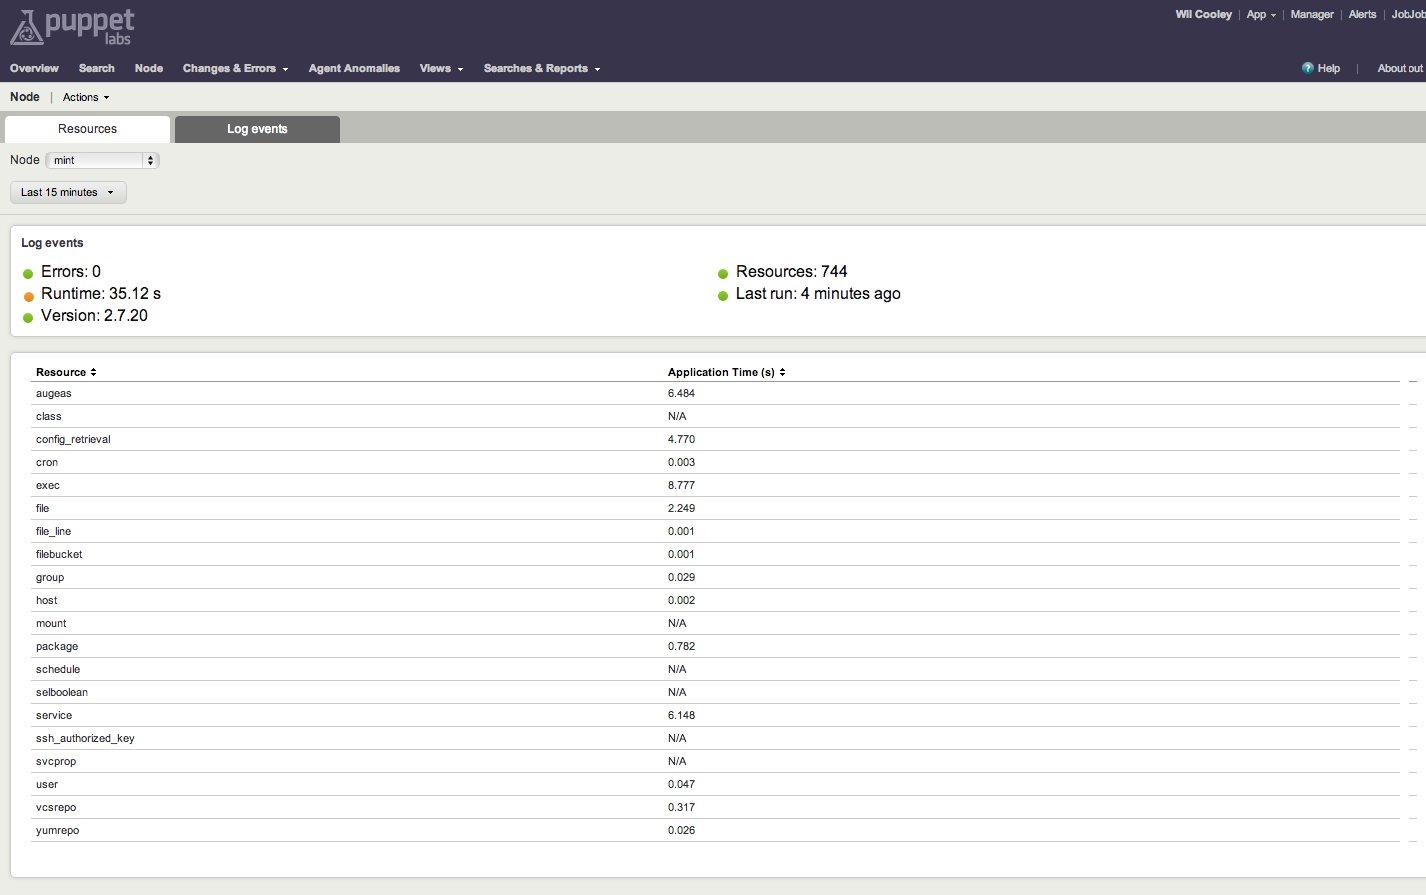 puppet labs
Wil Cooley | App | Manager | Alerts | JobJob
Overview Search Node Changes & Errors Agent Anomalies Views Searches & Reports ? Help | About out
Node | Actions
Resources Log events
Node mint
Last 15 minutes
Log events
Errors: 0 Resources: 744
Runtime: 35.12 s Last run: 4 minutes ago
Version: 2.7.20
Resource Application Time (s)
augeas 6.484
class N/A
config_retrieval 4.770
cron 0.003
exec 8.777
file 2.249
file_line 0.001
filebucket 0.001
group 0.029
host 0.002
mount N/A
package 0.782
schedule N/A
selboolean N/A
service 6.148
ssh_authorized_key N/A
svcprop N/A
user 0.047
vcsrepo 0.317
yumrepo 0.026